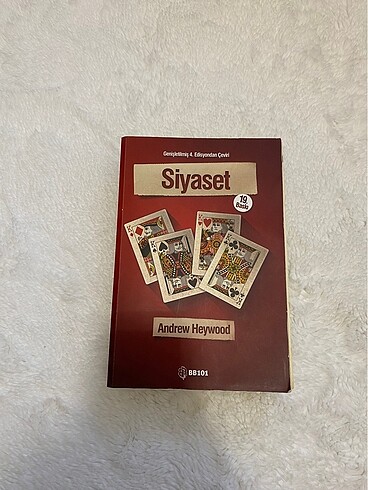 Genişletilmiş 4. Edisyondan Çeviri
Siyaset
19.
Baskı
Andrew Heywood
BB101